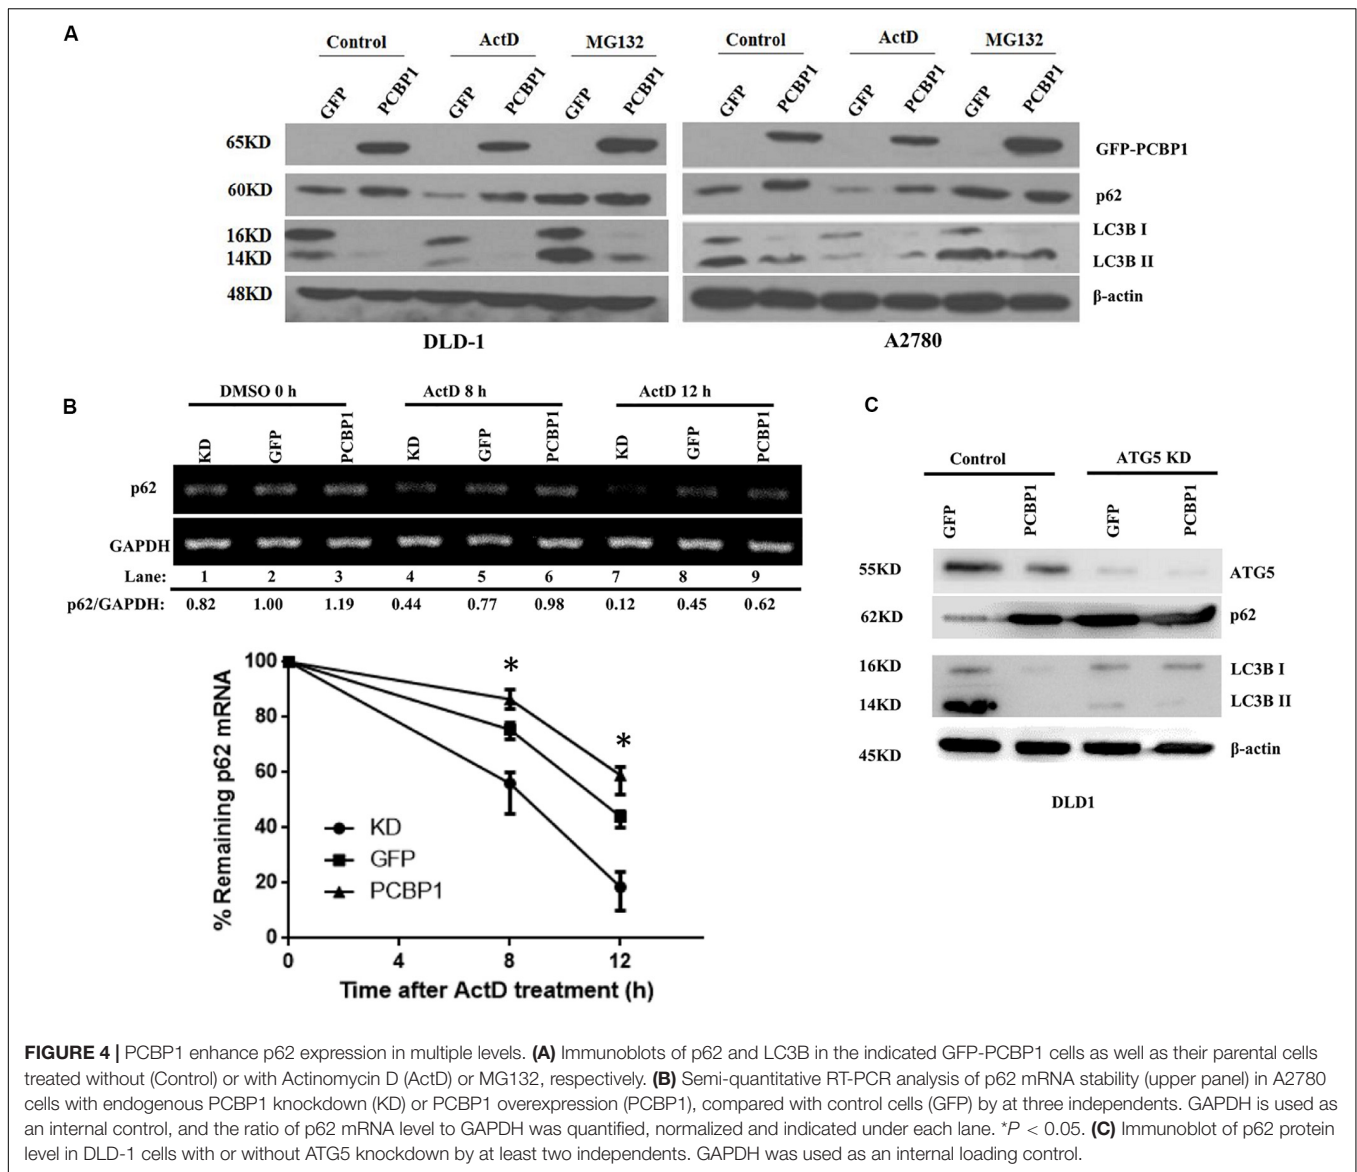 A
Control ActD MG132 Control ActD MG132
GFP PCBP1 GFP PCBP1 GFP PCBP1 GFP PCBP1 GFP PCBP1 GFP PCBP1
65KD GFP-PCBP1
60KD p62
16KD LC3B I
14KD LC3B II
48KD β-actin
DLD-1 A2780
B
DMSO 0 h ActD 8 h ActD 12 h
KD GFP PCBP1 KD GFP PCBP1 KD GFP PCBP1
p62
GAPDH
Lane: 1 2 3 4 5 6 7 8 9
p62/GAPDH: 0.82 1.00 1.19 0.44 0.77 0.98 0.12 0.45 0.62
% Remaining p62 mRNA
100
80
60
40
20
0
* *
KD
GFP
PCBP1
0 4 8 12
Time after ActD treatment (h)
C
Control ATG5 KD
GFP PCBP1 GFP PCBP1
55KD ATG5
62KD p62
16KD LC3B I
14KD LC3B II
45KD β-actin
DLD1
FIGURE 4 | PCBP1 enhance p62 expression in multiple levels. (A) Immunoblots of p62 and LC3B in the indicated GFP-PCBP1 cells as well as their parental cells
treated without (Control) or with Actinomycin D (ActD) or MG132, respectively. (B) Semi-quantitative RT-PCR analysis of p62 mRNA stability (upper panel) in A2780
cells with endogenous PCBP1 knockdown (KD) or PCBP1 overexpression (PCBP1), compared with control cells (GFP) by at three independents. GAPDH is used as
an internal control, and the ratio of p62 mRNA level to GAPDH was quantified, normalized and indicated under each lane. *P < 0.05. (C) Immunoblot of p62 protein
level in DLD-1 cells with or without ATG5 knockdown by at least two independents. GAPDH was used as an internal loading control.